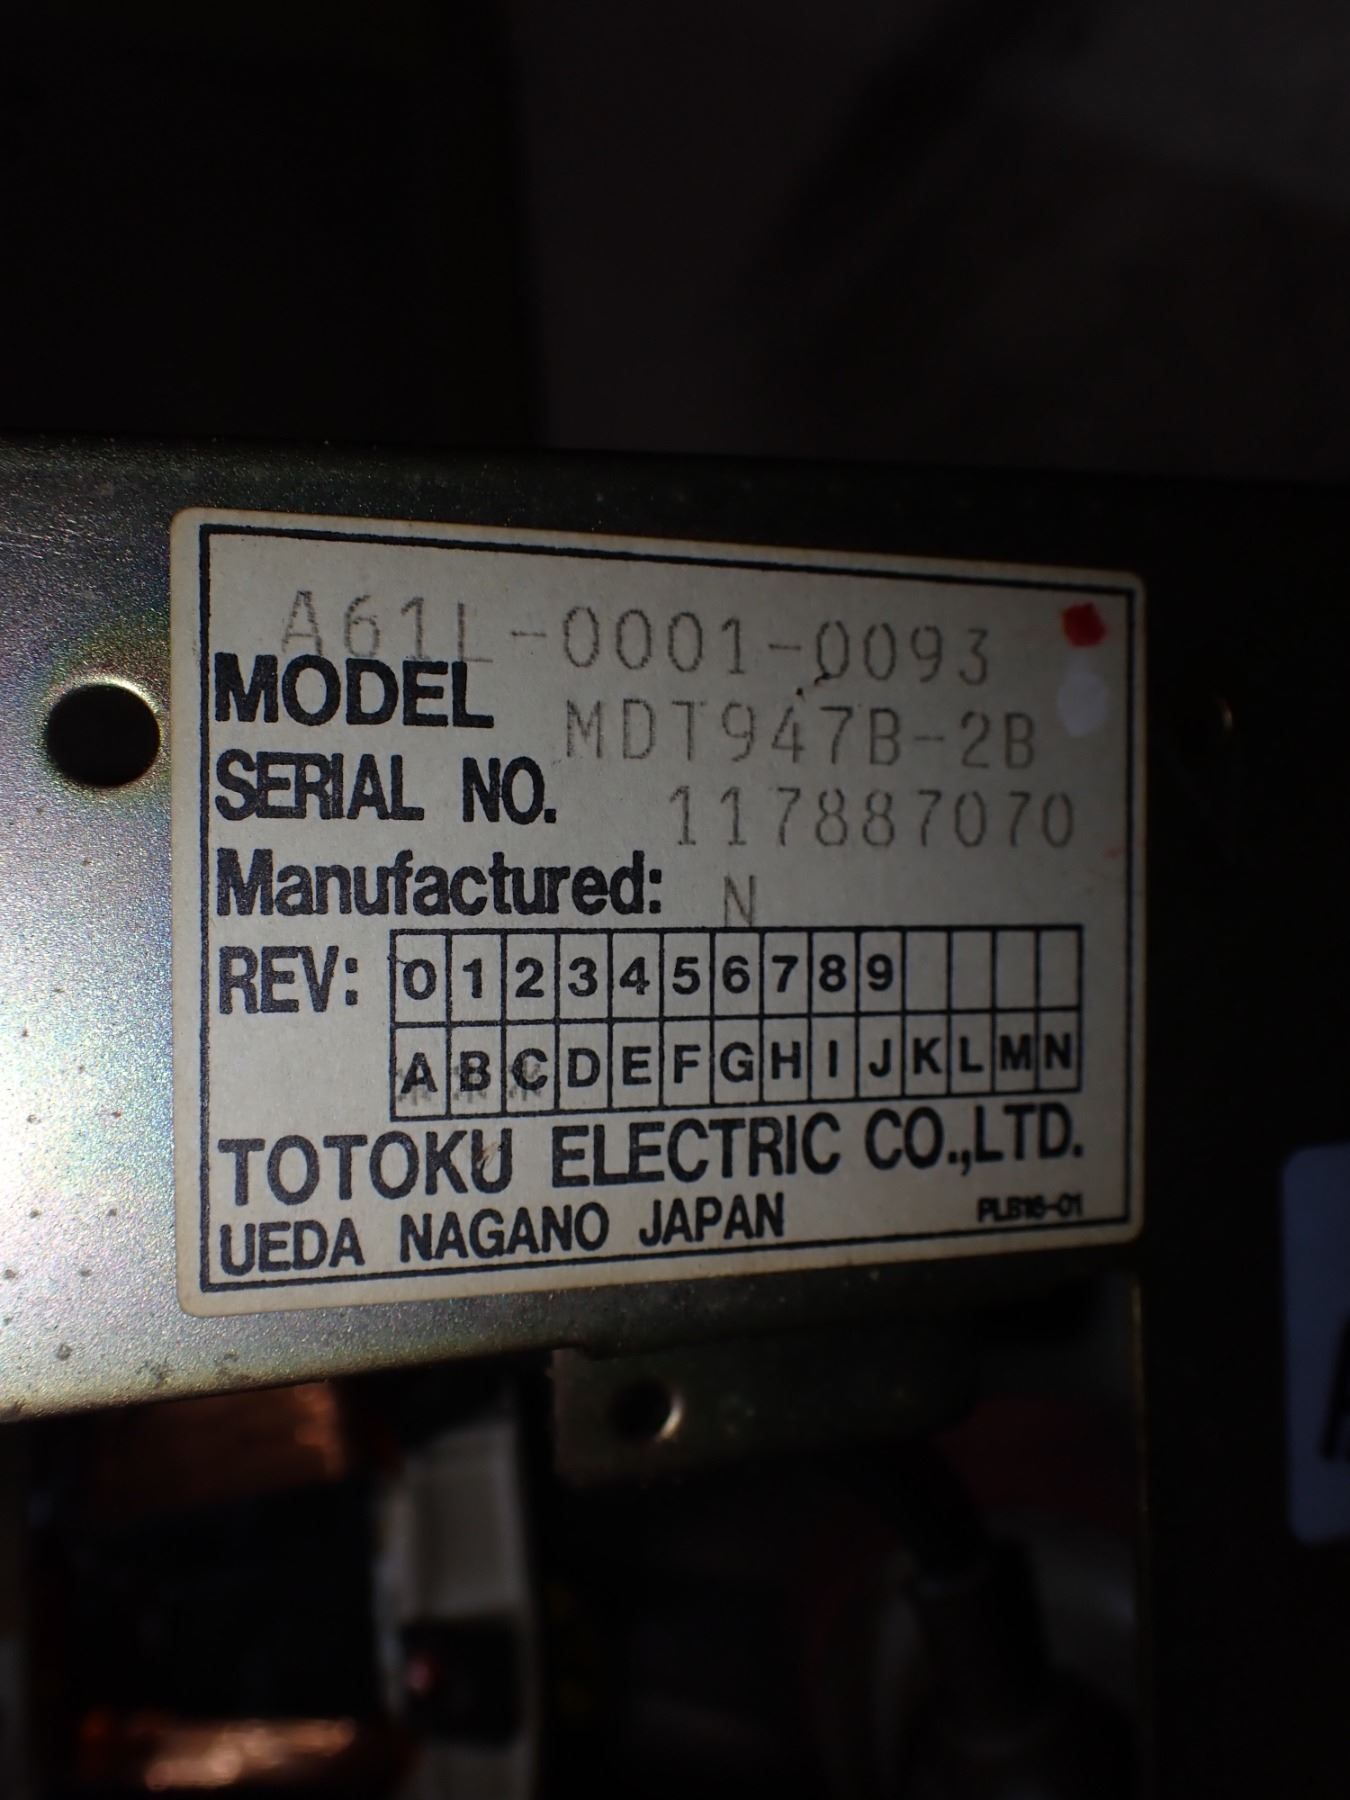 A61L-0001-0093
MODEL MDT947B-2B
SERIAL NO. 117887070
Manufactured: N
REV: 0 1 2 3 4 5 6 7 8 9
A B C D E F G H I J K L M N
TOTOKU ELECTRIC CO.,LTD.
UEDA NAGANO JAPAN PLB16-01